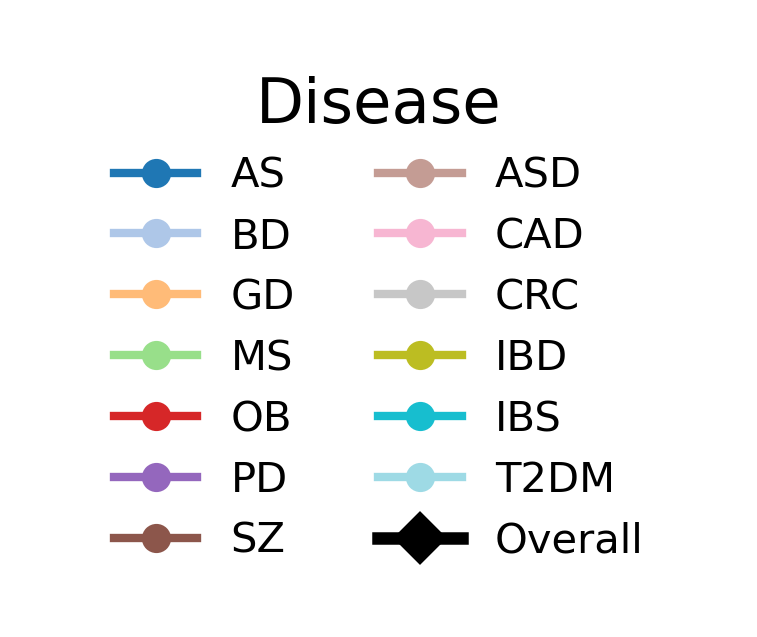 Disease
AS
BD
GD
MS
OB
PD
SZ
ASD
CAD
CRC
IBD
IBS
T2DM
Overall